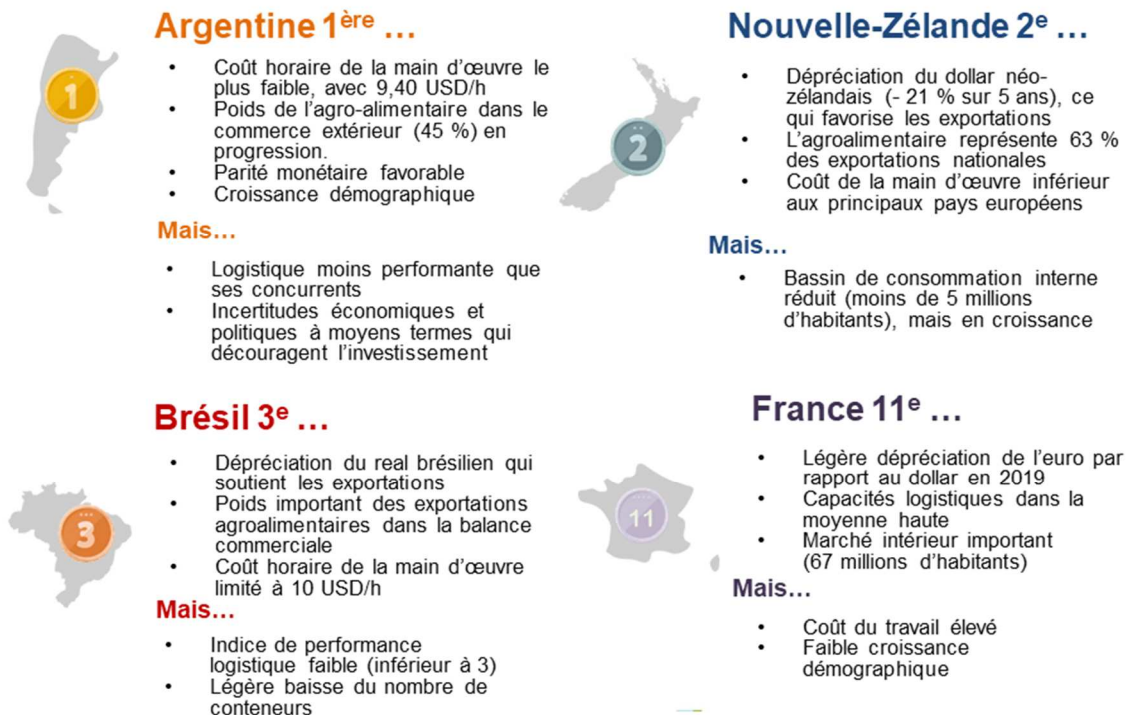 Argentine 1ère …
• Coût horaire de la main d'œuvre le
plus faible, avec 9,40 USD/h
• Poids de l'agro-alimentaire dans le
commerce extérieur (45 %) en
progression.
• Parité monétaire favorable
• Croissance démographique
1
Mais…
• Logistique moins performante que
ses concurrents
• Incertitudes économiques et
politiques à moyens termes qui
découragent l'investissement
Nouvelle-Zélande 2e …
• Dépréciation du dollar néo-
zélandais (- 21 % sur 5 ans), ce
qui favorise les exportations
• L'agroalimentaire représente 63 %
des exportations nationales
• Coût de la main d'œuvre inférieur
aux principaux pays européens
2
Mais…
• Bassin de consommation interne
réduit (moins de 5 millions
d'habitants), mais en croissance
Brésil 3e …
• Dépréciation du real brésilien qui
soutient les exportations
• Poids important des exportations
agroalimentaires dans la balance
commerciale
• Coût horaire de la main d'œuvre
limité à 10 USD/h
3
Mais…
• Indice de performance
logistique faible (inférieur à 3)
• Légère baisse du nombre de
conteneurs
France 11e …
• Légère dépréciation de l'euro par
rapport au dollar en 2019
• Capacités logistiques dans la
moyenne haute
• Marché intérieur important
(67 millions d'habitants)
11
Mais…
• Coût du travail élevé
• Faible croissance
démographique